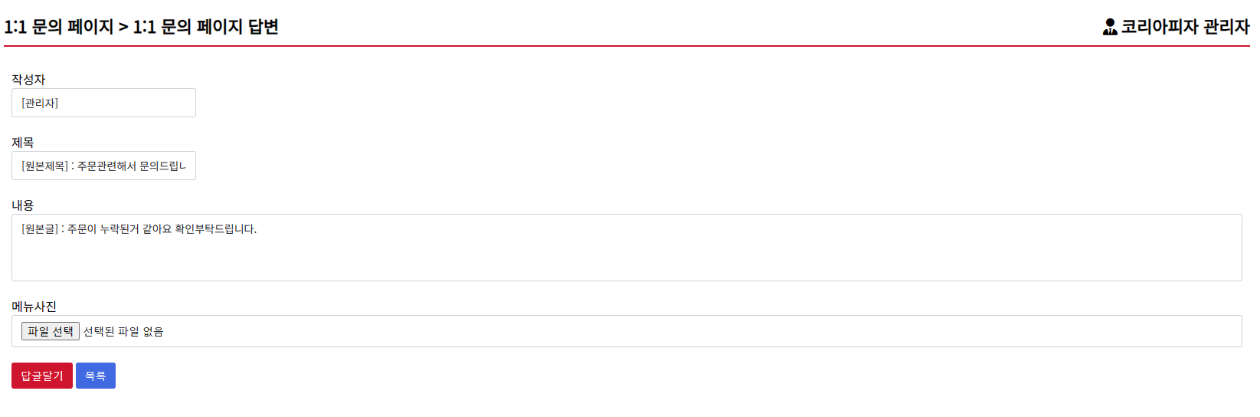 1:1 문의 페이지 > 1:1 문의 페이지 답변
코리아피자 관리자
작성자
[관리자]
제목
[원본제목] : 주문관련해서 문의드립
내용
[원본글] : 주문이 누락된거 같아요 확인부탁드립니다.
메뉴사진
파일 선택 선택된 파일 없음
답글달기 목록